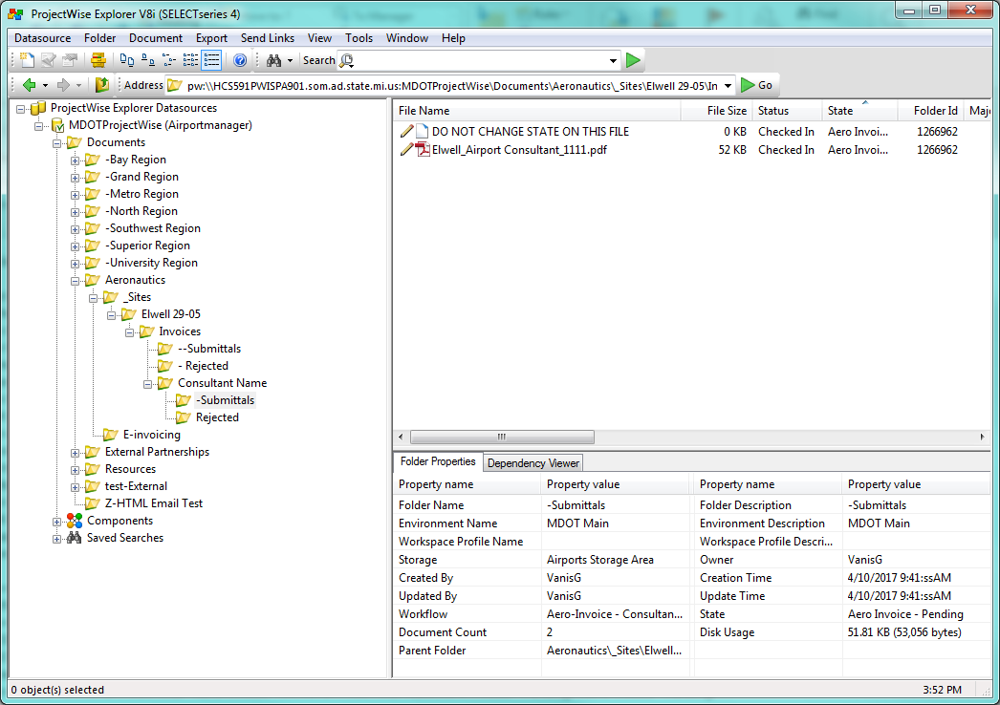 ProjectWise Explorer V8i (SELECTseries 4)
Datasource Folder Document Export Send Links View Tools Window Help
Search
Address pw:\\HCS591PWISPA901.som.ad.state.mi.us:MDOTProjectWise\Documents\Aeronautics\_Sites\Elwell 29-05\In Go
ProjectWise Explorer Datasources
MDOTProjectWise (Airportmanager)
Documents
-Bay Region
-Grand Region
-Metro Region
-North Region
-Southwest Region
-Superior Region
-University Region
Aeronautics
_Sites
Elwell 29-05
Invoices
--Submittals
- Rejected
Consultant Name
-Submittals
Rejected
E-invoicing
External Partnerships
Resources
test-External
Z-HTML Email Test
Components
Saved Searches
File Name File Size Status State Folder Id Majo
DO NOT CHANGE STATE ON THIS FILE 0 KB Checked In Aero Invoi... 1266962
Elwell_Airport Consultant_1111.pdf 52 KB Checked In Aero Invoi... 1266962
Folder Properties Dependency Viewer
Property name Property value Property name Property value
Folder Name -Submittals Folder Description -Submittals
Environment Name MDOT Main Environment Description MDOT Main
Workspace Profile Name Workspace Profile Descri...
Storage Airports Storage Area Owner VanisG
Created By VanisG Creation Time 4/10/2017 9:41:ssAM
Updated By VanisG Update Time 4/10/2017 9:41:ssAM
Workflow Aero-Invoice - Consultan... State Aero Invoice - Pending
Document Count 2 Disk Usage 51.81 KB (53,056 bytes)
Parent Folder Aeronautics\_Sites\Elwell...
0 object(s) selected 3:52 PM